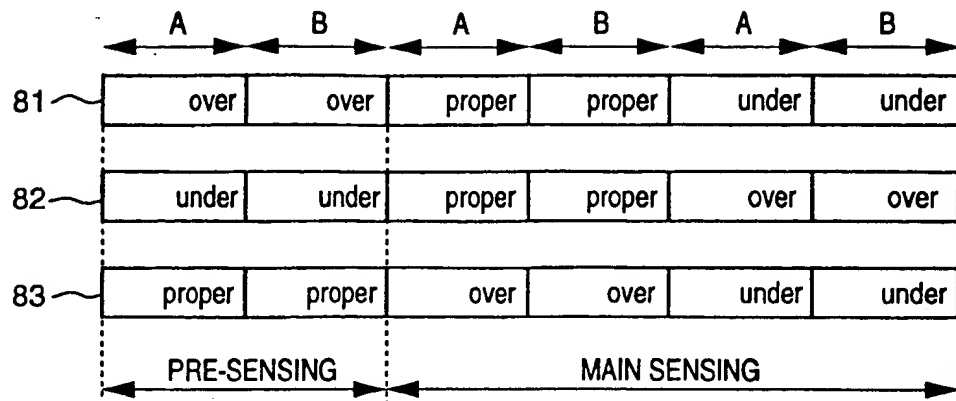 A B A B A B
81 over over proper proper under under
82 under under proper proper over over
83 proper proper over over under under
PRE-SENSING MAIN SENSING